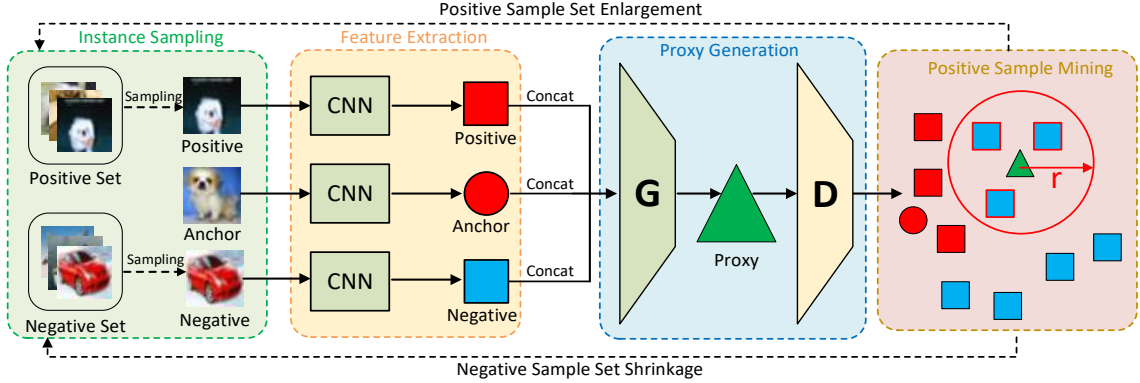 Positive Sample Set Enlargement
Instance Sampling
Feature Extraction
Proxy Generation
Positive Sample Mining
Sampling
Positive
Positive Set
CNN
Positive
Concat
Anchor
CNN
Anchor
Concat
G
Proxy
D
r
Sampling
Negative
Negative Set
CNN
Negative
Concat
Negative Sample Set Shrinkage